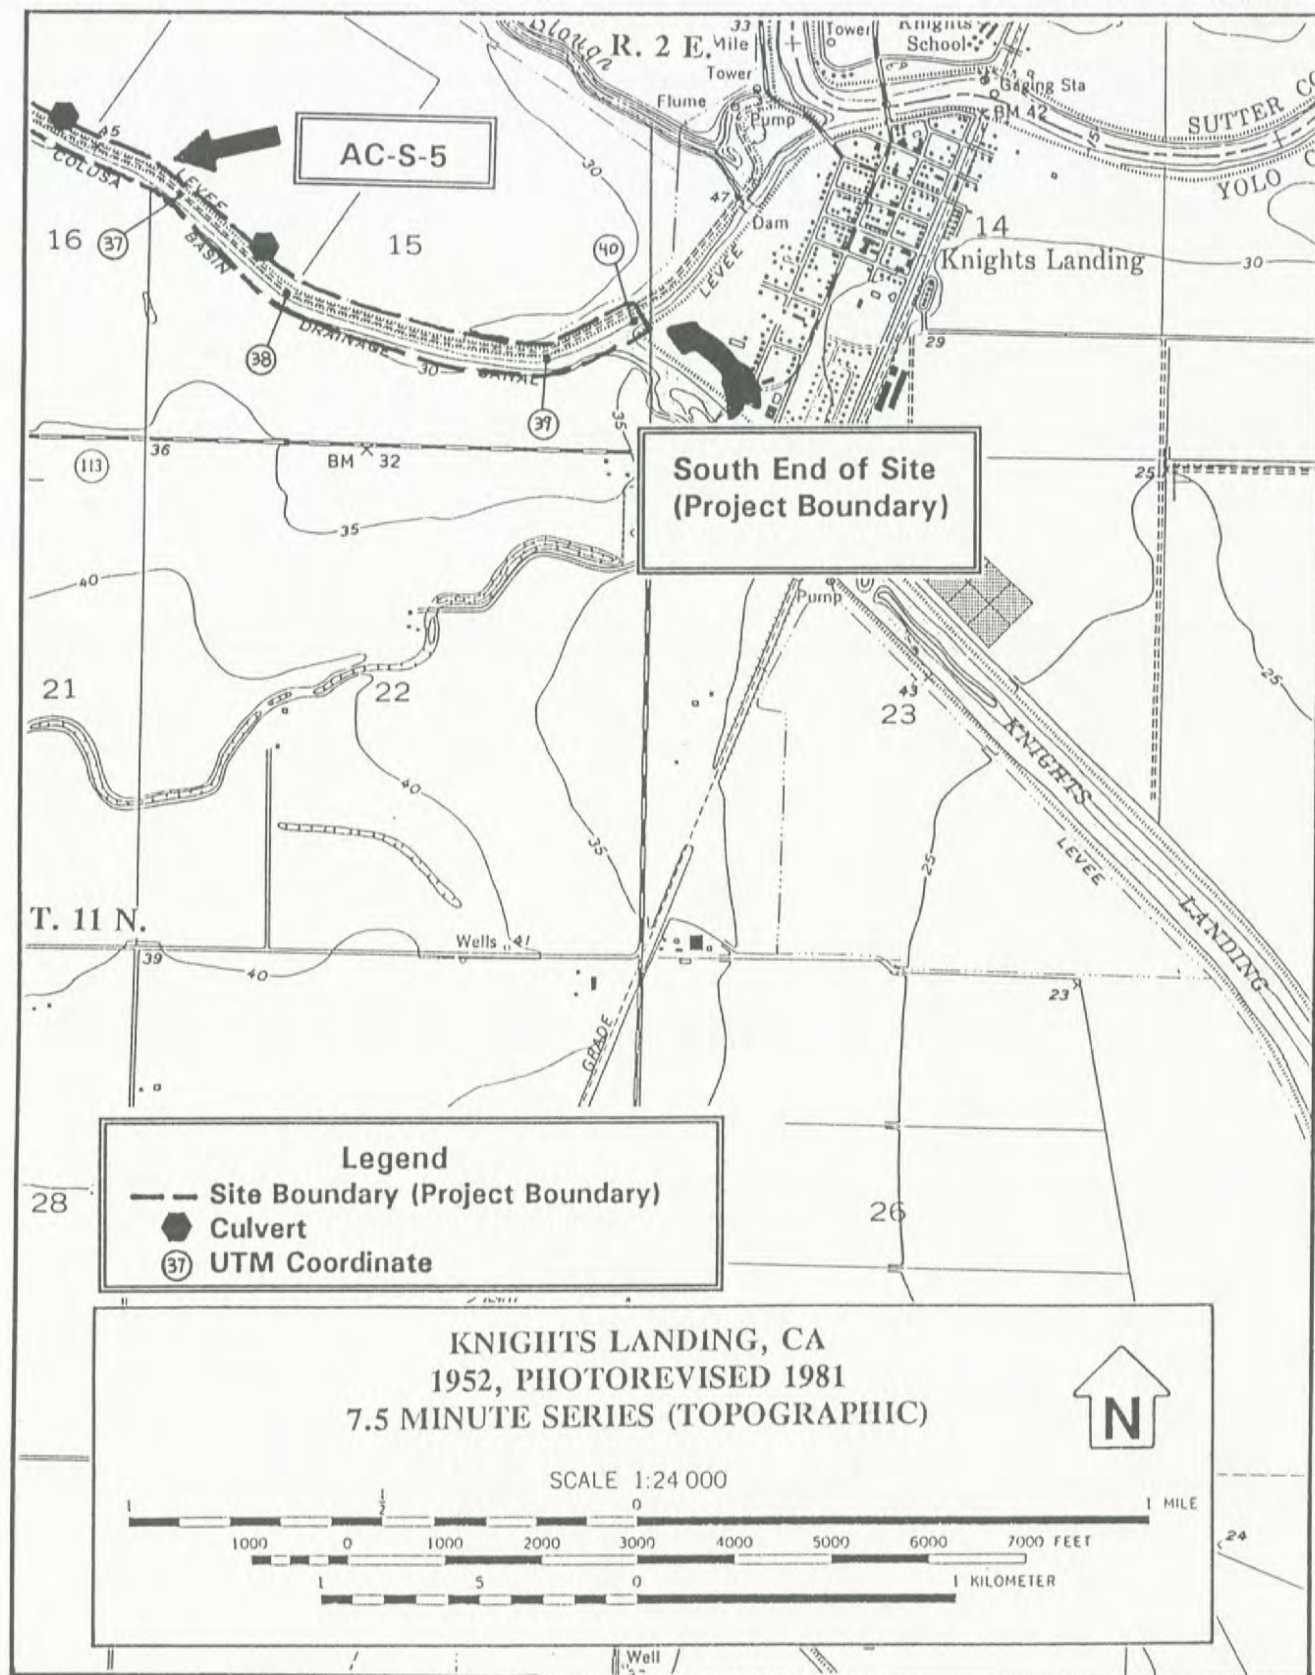 Slough
R. 2 E.
33
Mile
Tower
Tower
Knights
School
Flume
Pump
Gaging Sta
BM 42
15
SUTTER CO
YOLO
AC-S-5
45
COLUSA
LEVEE
BASIN
DRAINAGE
CANAL
16
37
15
30
40
47
Dam
LEVEE
14
Knights Landing
30
38
30
39
29
35
36
113
BM 32
35
25
South End of Site
(Project Boundary)
40
Pump
21
22
43
23
KNIGHTS
LANDING
LEVEE
25
40
35
25
T. 11 N.
39
40
Wells
41
23
GRADE
Legend
Site Boundary (Project Boundary)
Culvert
37 UTM Coordinate
28
26
KNIGHTS LANDING, CA
1952, PHOTOREVISED 1981
7.5 MINUTE SERIES (TOPOGRAPHIC)
N
SCALE 1:24 000
1 1/2 0 1 MILE
1000 0 1000 2000 3000 4000 5000 6000 7000 FEET
1 5 0 1 KILOMETER
24
Well